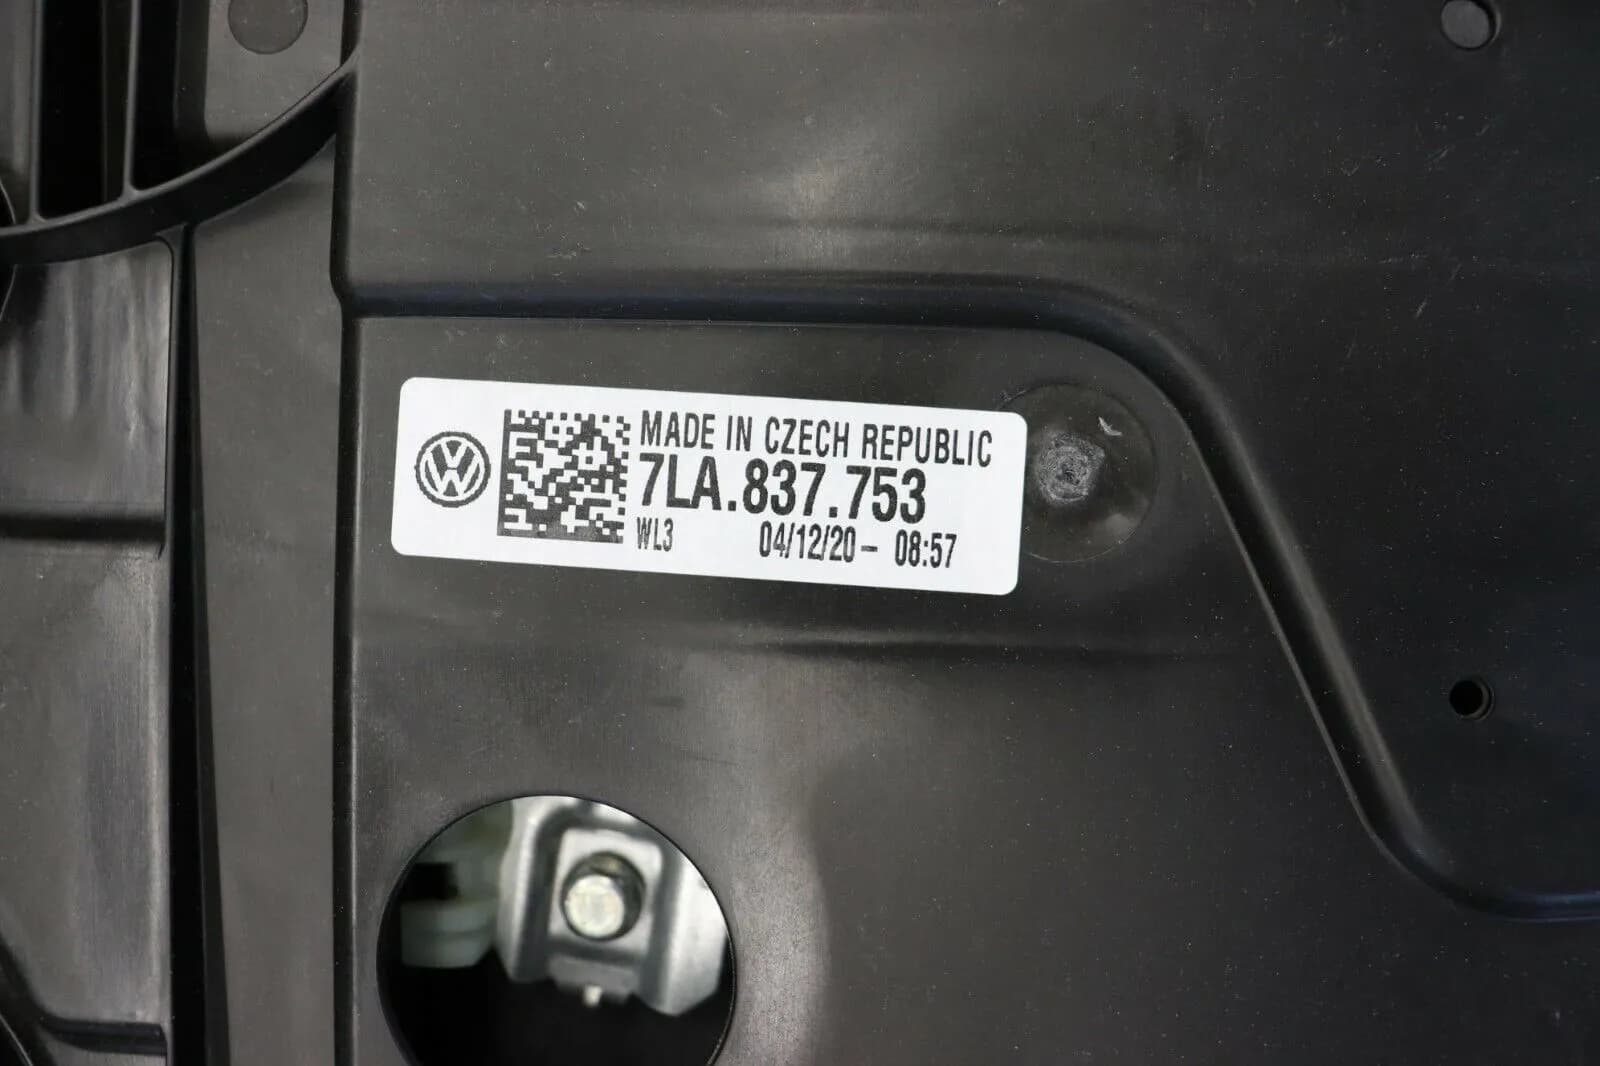 MADE IN CZECH REPUBLIC
7LA.837.753
WL3 04/12/20- 08:57